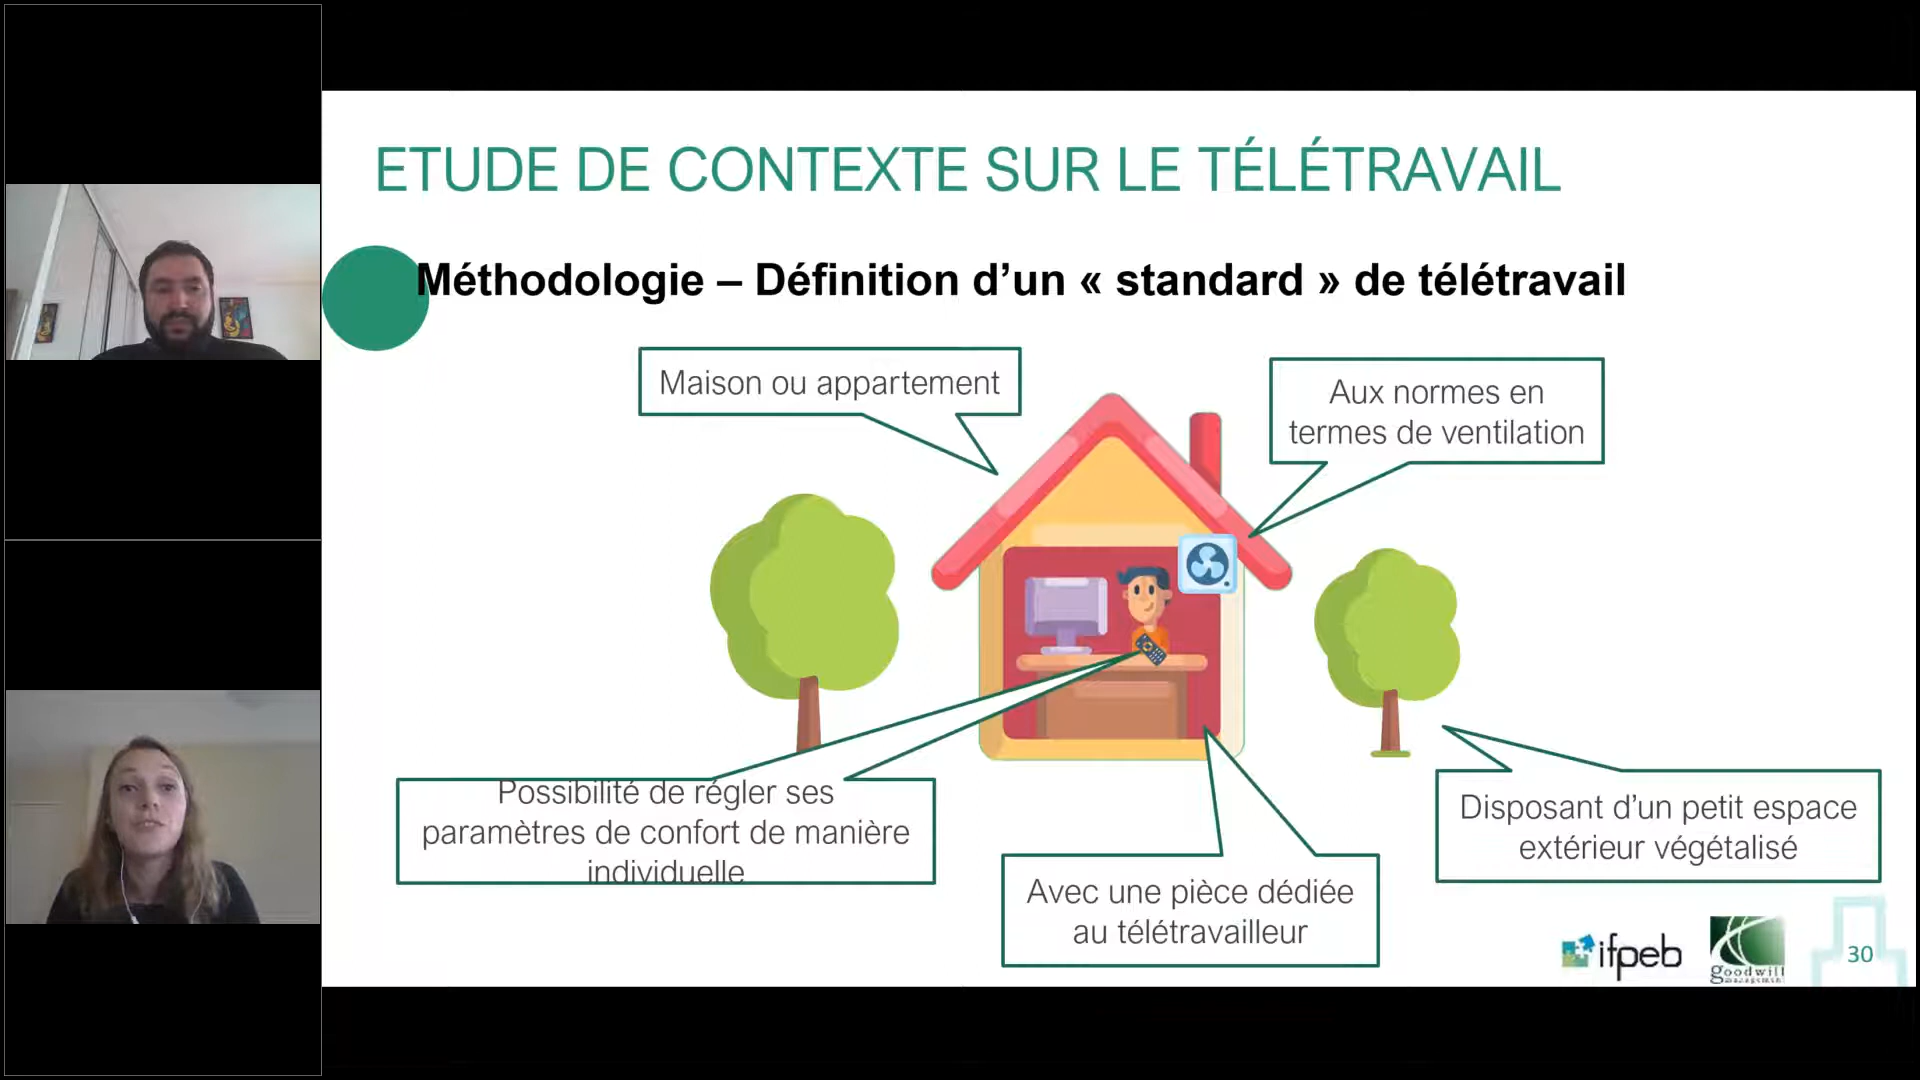 ETUDE DE CONTEXTE SUR LE TÉLÉTRAVAIL
Méthodologie – Définition d’un « standard » de télétravail
Maison ou appartement
Aux normes en
termes de ventilation
Possibilité de régler ses
paramètres de confort de manière
individuelle
Avec une pièce dédiée
au télétravailleur
Disposant d’un petit espace
extérieur végétalisé
ifpeb
goodwill
management
30